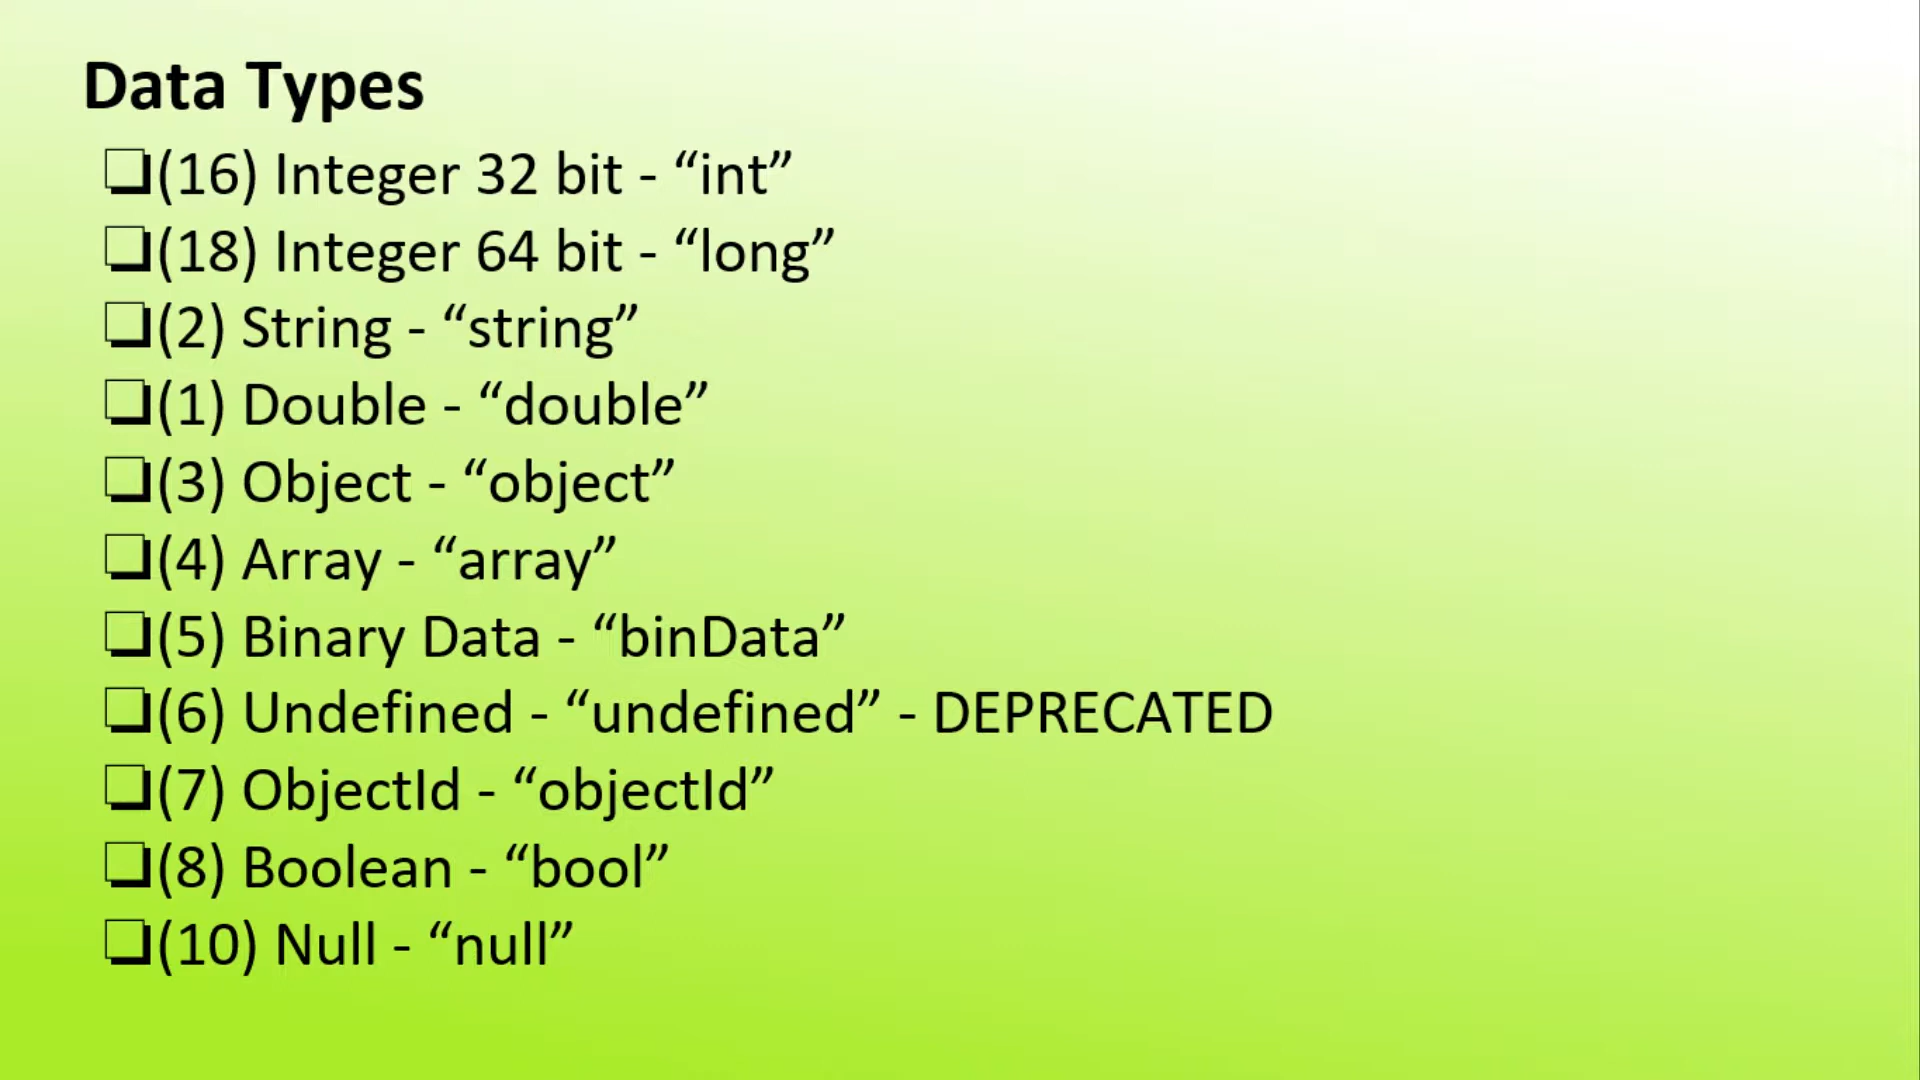 Data Types
❑(16) Integer 32 bit - “int”
❑(18) Integer 64 bit - “long”
❑(2) String - “string”
❑(1) Double - “double”
❑(3) Object - “object”
❑(4) Array - “array”
❑(5) Binary Data - “binData”
❑(6) Undefined - “undefined” - DEPRECATED
❑(7) ObjectId - “objectId”
❑(8) Boolean - “bool”
❑(10) Null - “null”